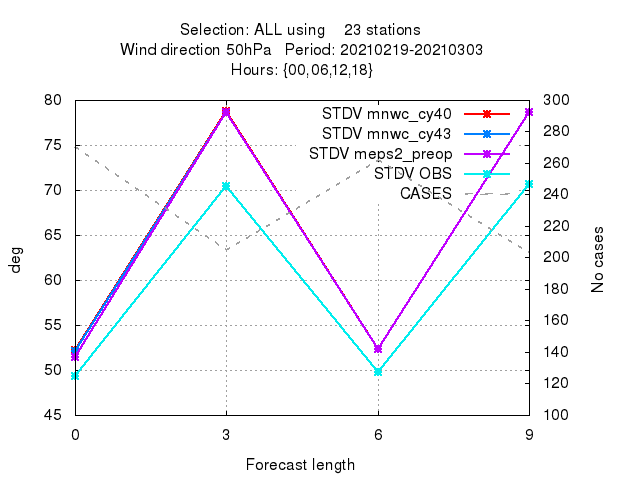 Selection: ALL using 23 stations
Wind direction 50hPa Period: 20210219-20210303
Hours: {00,06,12,18}
STDV mnwc_cy40
STDV mnwc_cy43
STDV meps2_preop
STDV OBS
CASES
80
75
70
65
60
55
50
45
deg
300
280
260
240
220
200
180
160
140
120
100
No cases
0 3 6 9
Forecast length